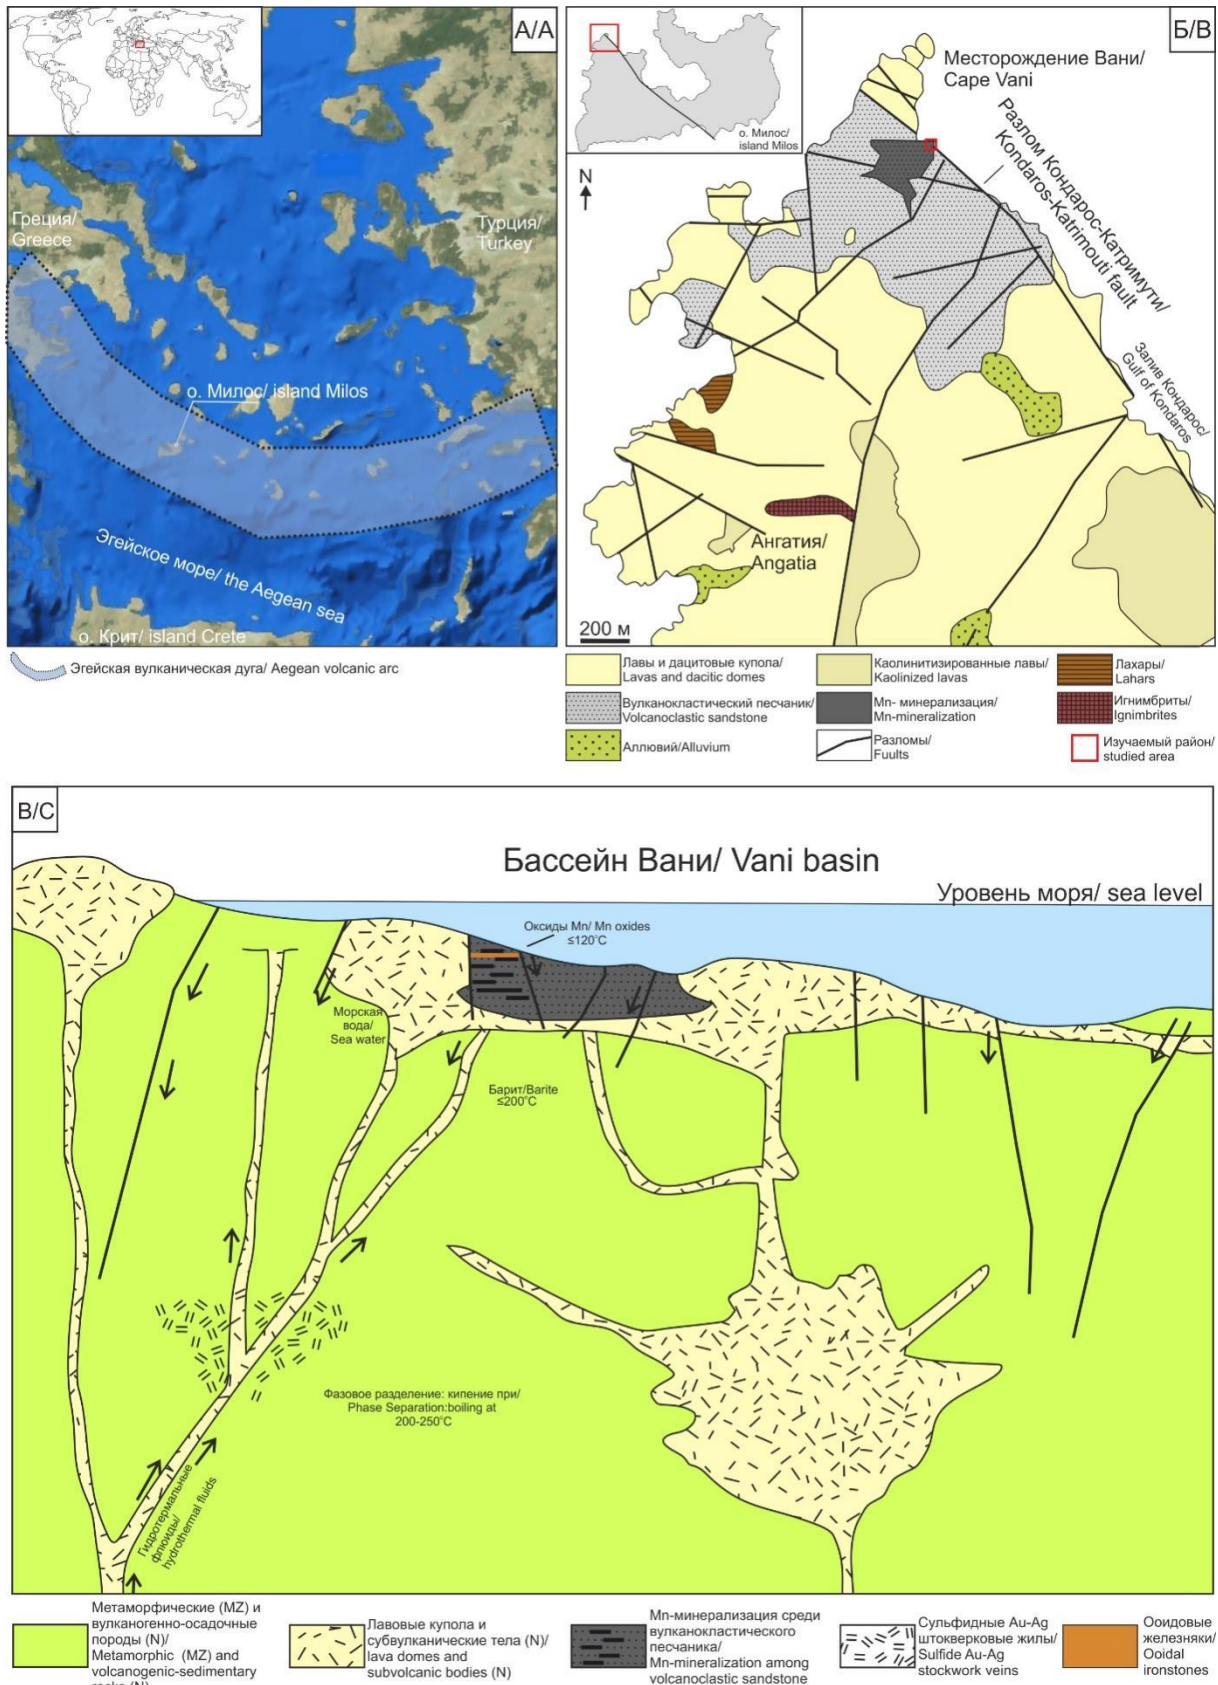 А/А
Греция/
Greece
Турция/
Turkey
о. Милос/ island Milos
Эгейское море/ the Aegean sea
о. Крит/ island Crete
Эгейская вулканическая дуга/ Aegean volcanic arc
Б/В
о. Милос/
island Milos
Месторождение Вани/
Cape Vani
Разлом Кондарос-Катримути/
Kondaros-Katrimouti fault
N
Залив Кондарос/
Gulf of Kondaros
Ангатия/
Angatia
200 м
Лавы и дацитовые купола/
Lavas and dacitic domes
Каолинитизированные лавы/
Kaolinized lavas
Лахары/
Lahars
Вулканокластический песчаник/
Volcanoclastic sandstone
Mn- минерализация/
Mn-mineralization
Игнимбриты/
Ignimbrites
Аллювий/Alluvium
Разломы/
Fuults
Изучаемый район/
studied area
В/С
Бассейн Вани/ Vani basin
Уровень моря/ sea level
Оксиды Mn/ Mn oxides
≤120°C
Морская
вода/
Sea water
Барит/Barite
≤200°C
Фазовое разделение: кипение при/
Phase Separation:boiling at
200-250°C
Гидротермальные
флюиды/
hydrothermal fluids
Метаморфические (MZ) и
вулканогенно-осадочные
породы (N)/
Metamorphic (MZ) and
volcanogenic-sedimentary
rocks (N)
Лавовые купола и
субвулканические тела (N)/
lava domes and
subvolcanic bodies (N)
Mn-минерализация среди
вулканокластического
песчаника/
Mn-mineralization among
volcanoclastic sandstone
Сульфидные Au-Ag
штокверковые жилы/
Sulfide Au-Ag
stockwork veins
Ооидовые
железняки/
Ooidal
ironstones